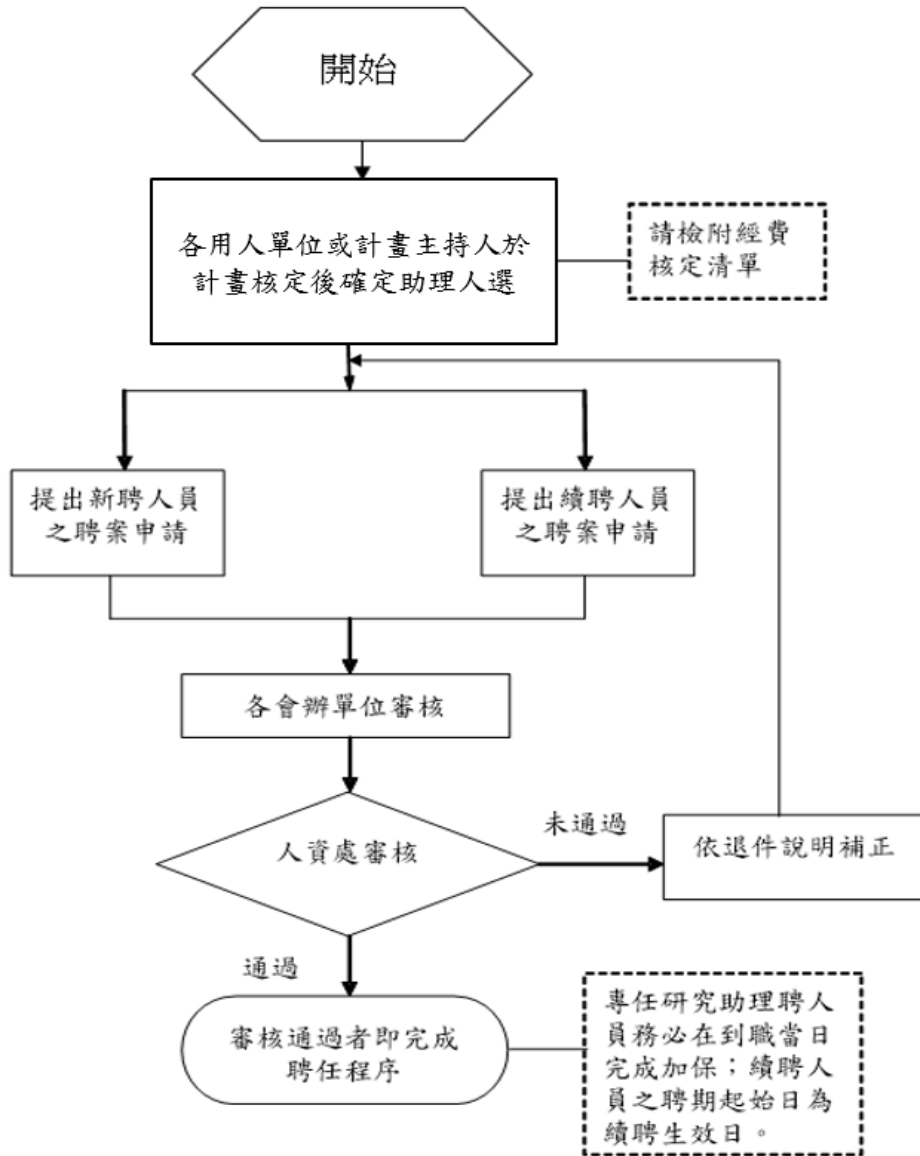 開始
各用人單位或計畫主持人於
計畫核定後確定助理人選
請檢附經費
核定清單
提出新聘人員
之聘案申請
提出續聘人員
之聘案申請
各會辦單位審核
人資處審核
未通過
依退件說明補正
通過
審核通過者即完成
聘任程序
專任研究助理聘人
員務必在到職當日
完成加保；續聘人
員之聘期起始日為
續聘生效日。